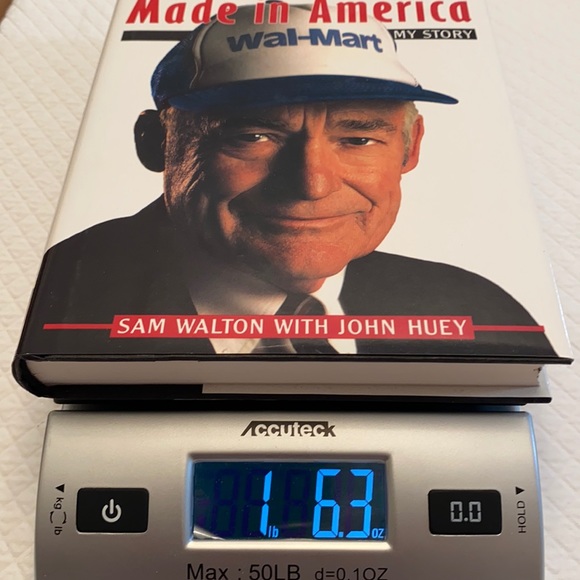 Made in America
Wal-Mart
MY STORY
SAM WALTON WITH JOHN HUEY
Accuteck
kg lb
1 lb 6.3 oz
0.0
HOLD
Max : 50LB d=0.1OZ